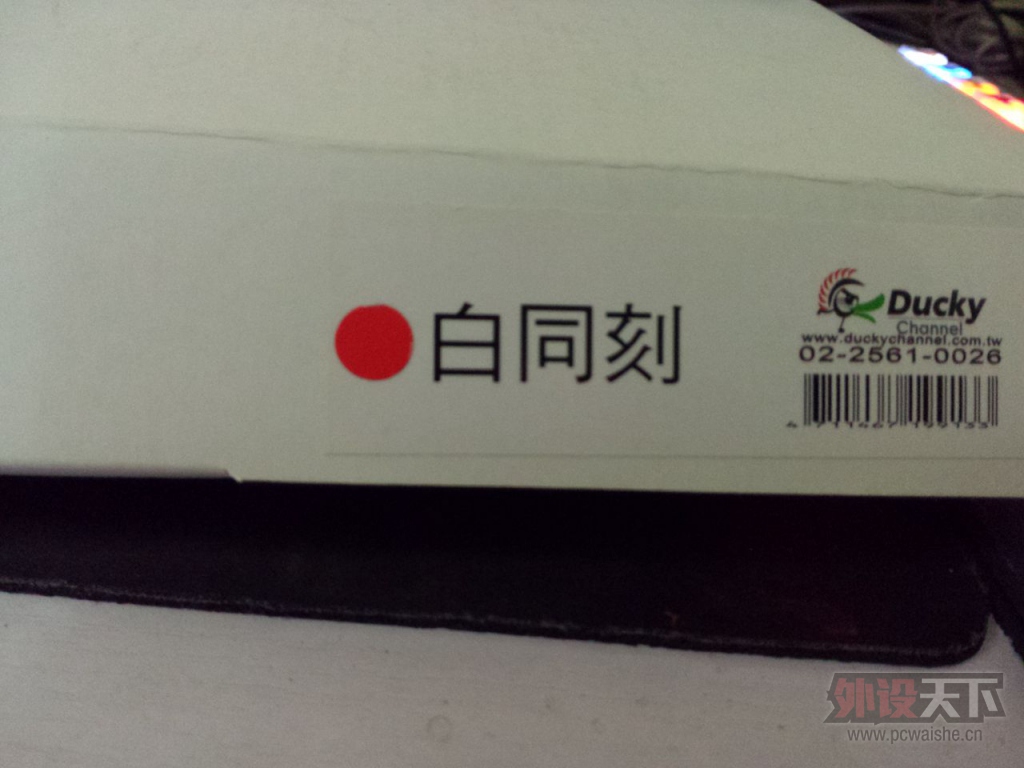 白同刻
Ducky
Channel
www.duckychannel.com.tw
02-2561-0026
外设天下
www.pcwaishe.cn